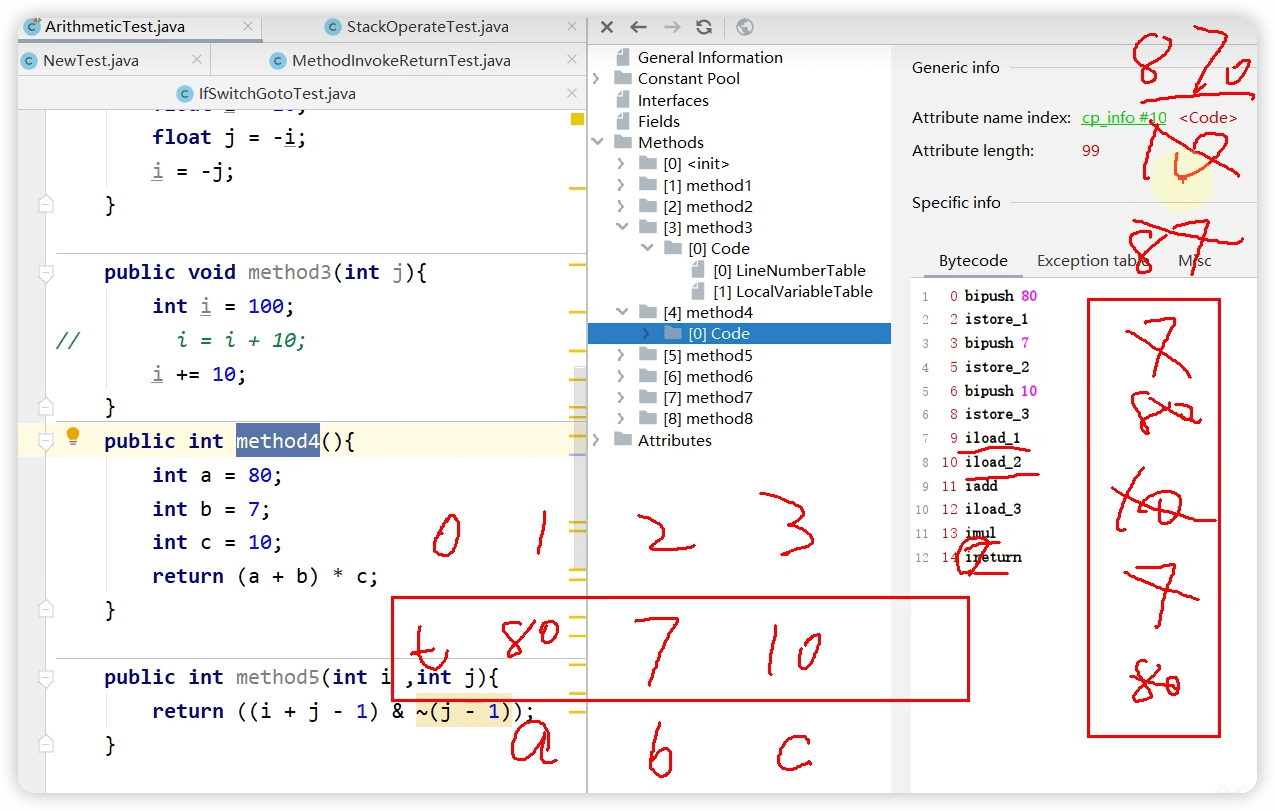 ArithmeticTest.java
StackOperateTest.java
NewTest.java
MethodInvokeReturnTest.java
IfSwitchGotoTest.java
float j = -i;
i = -j;
}
public void method3(int j){
int i = 100;
// i = i + 10;
i += 10;
}
public int method4(){
int a = 80;
int b = 7;
int c = 10;
return (a + b) * c;
}
public int method5(int i ,int j){
return ((i + j - 1) & ~(j - 1));
}
0 1 2 3
t 80 7 10
a b c
General Information
Constant Pool
Interfaces
Fields
Methods
[0] <init>
[1] method1
[2] method2
[3] method3
[0] Code
[0] LineNumberTable
[1] LocalVariableTable
[4] method4
[0] Code
[5] method5
[6] method6
[7] method7
[8] method8
Attributes
Generic info
Attribute name index: cp_info #10 <Code>
Attribute length: 99
Specific info
Bytecode Exception table Misc
1 0 bipush 80
2 2 istore_1
3 3 bipush 7
4 5 istore_2
5 6 bipush 10
6 8 istore_3
7 9 iload_1
8 10 iload_2
9 11 iadd
10 12 iload_3
11 13 imul
12 14 ireturn
870
10
87
7
80
10
7
80